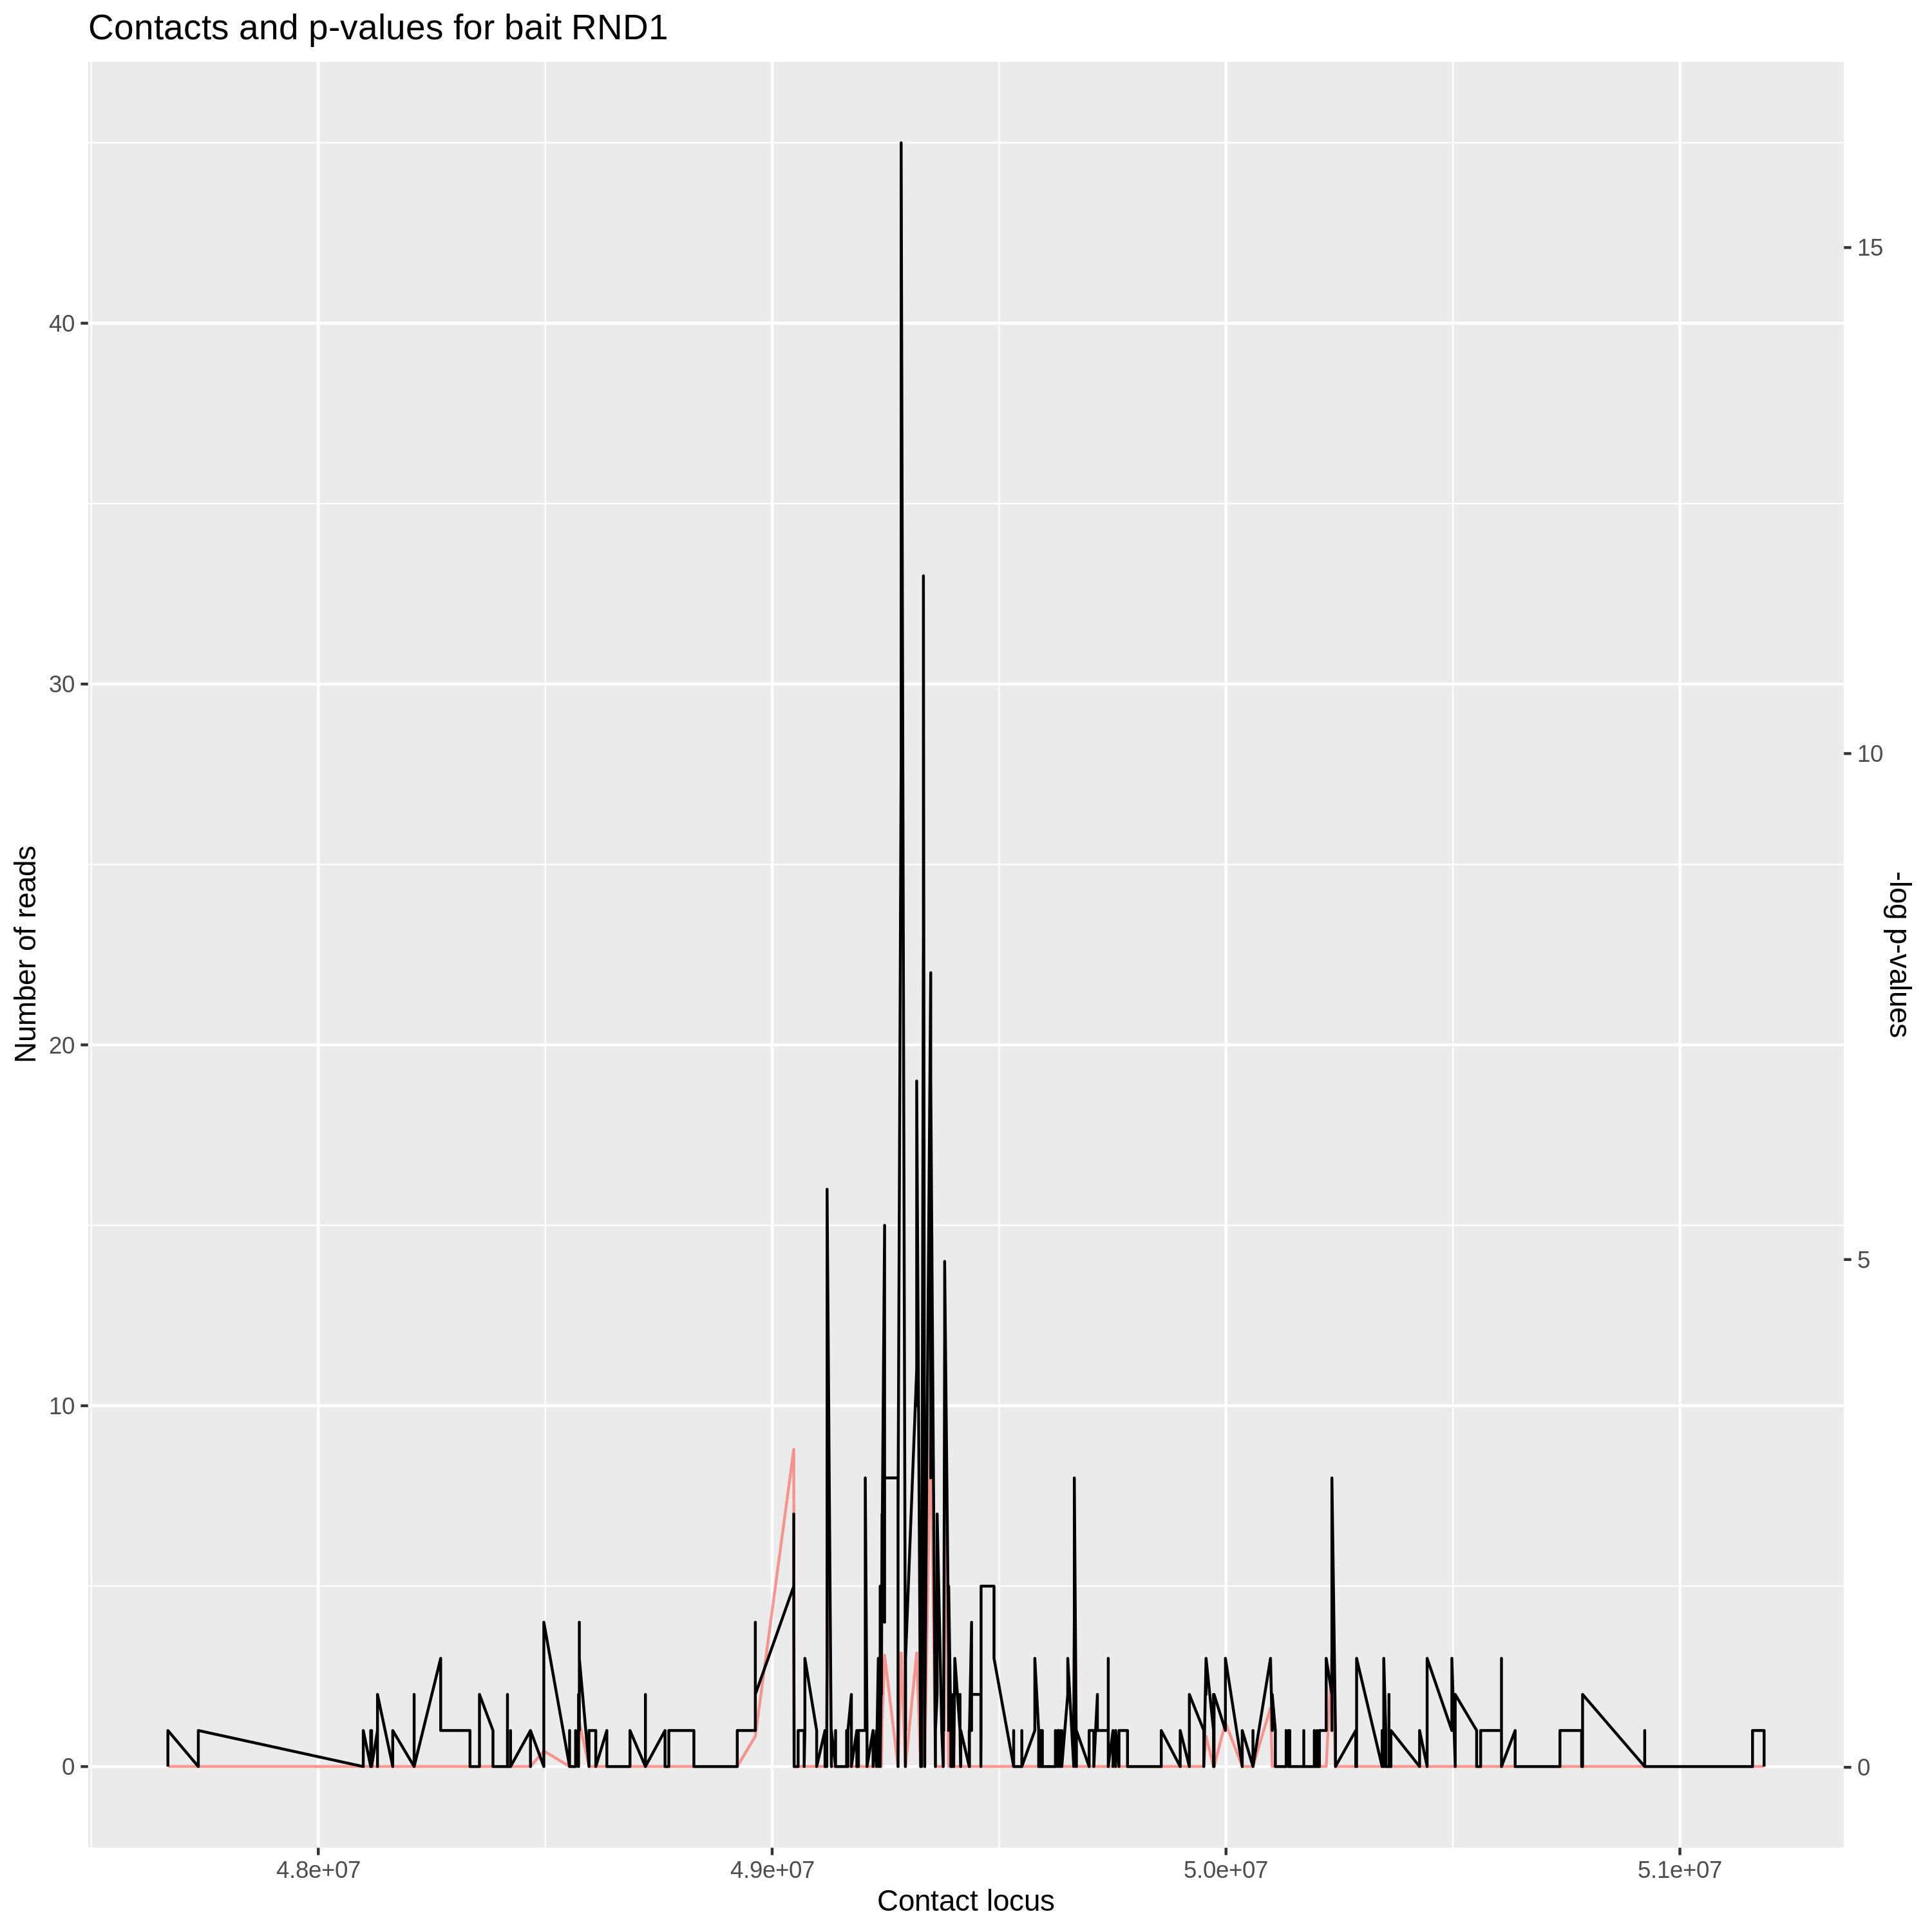 Contacts and p-values for bait RND1
Number of reads
40
30
20
10
0
15
10
5
0
-log p-values
4.8e+07
4.9e+07
5.0e+07
5.1e+07
Contact locus